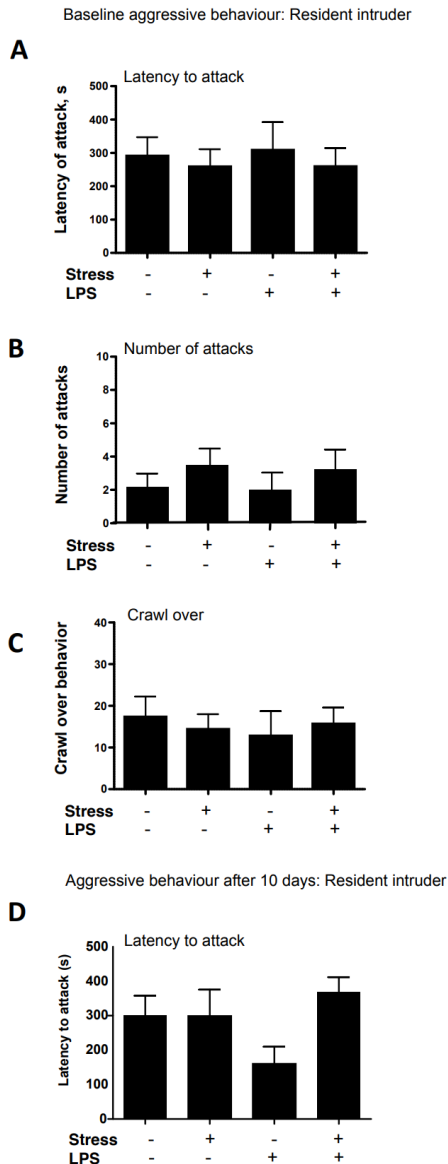 Baseline aggressive behaviour: Resident intruder
A
Latency to attack
Latency of attack, s
500
400
300
200
100
0
Stress - + - +
LPS - - + +
B
Number of attacks
Number of attacks
10
8
6
4
2
0
Stress - + - +
LPS - - + +
C
Crawl over
Crawl over behavior
40
30
20
10
0
Stress - + - +
LPS - - + +
Aggressive behaviour after 10 days: Resident intruder
D
Latency to attack
Latency to attack (s)
500
400
300
200
100
0
Stress - + - +
LPS - - + +